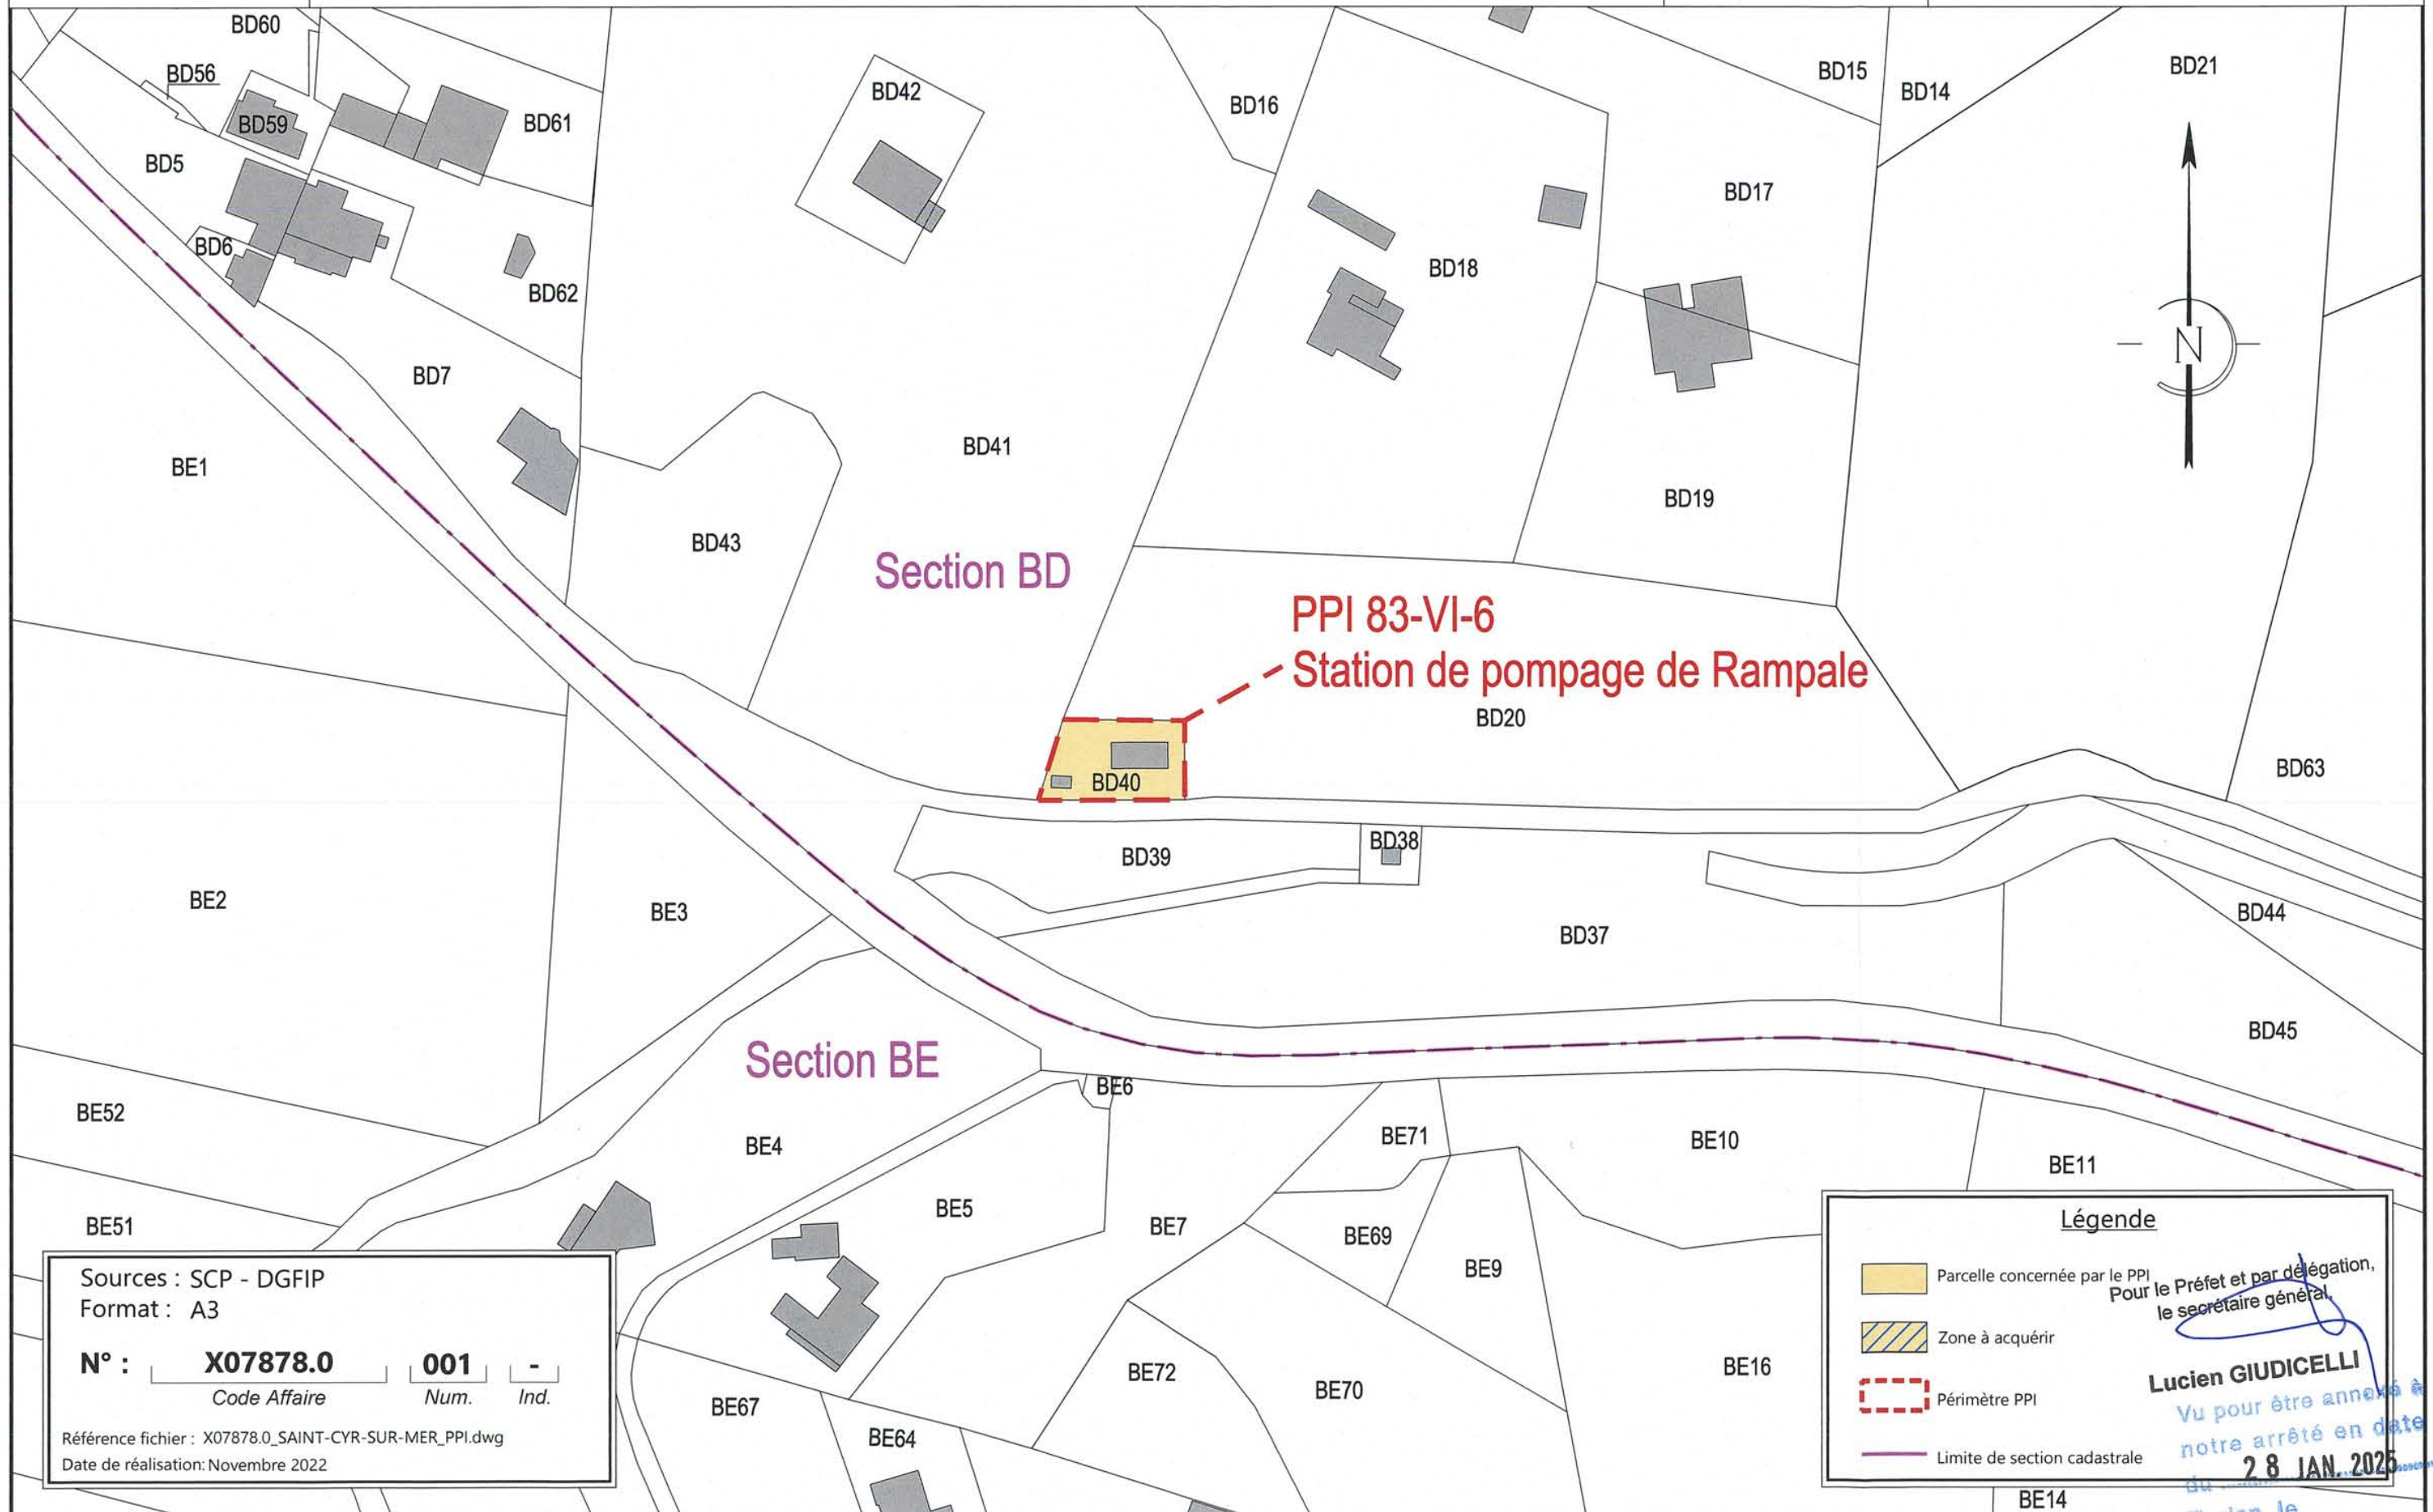 BD60
BD56
BD59
BD61
BD5
BD6
BD62
BD7
BD42
BD16
BD15
BD14
BD21
BD17
BD18
N
BE1
BD41
BD19
BD43
Section BD
PPI 83-VI-6
Station de pompage de Rampale
BD20
BD40
BD63
BD39
BD38
BE2
BE3
BD37
BD44
BD45
Section BE
BE6
BE52
BE4
BE71
BE10
BE11
BE51
BE5
BE7
BE69
BE9
BE72
BE70
BE16
BE67
BE64
BE14
Sources : SCP - DGFIP
Format : A3
N° : X07878.0 001 -
Code Affaire Num. Ind.
Référence fichier : X07878.0_SAINT-CYR-SUR-MER_PPI.dwg
Date de réalisation: Novembre 2022
Légende
Parcelle concernée par le PPI
Zone à acquérir
Périmètre PPI
Limite de section cadastrale
Pour le Préfet et par délégation,
le secrétaire général,
Lucien GIUDICELLI
Vu pour être annexé à
notre arrêté en date
du
28 JAN. 2025
le